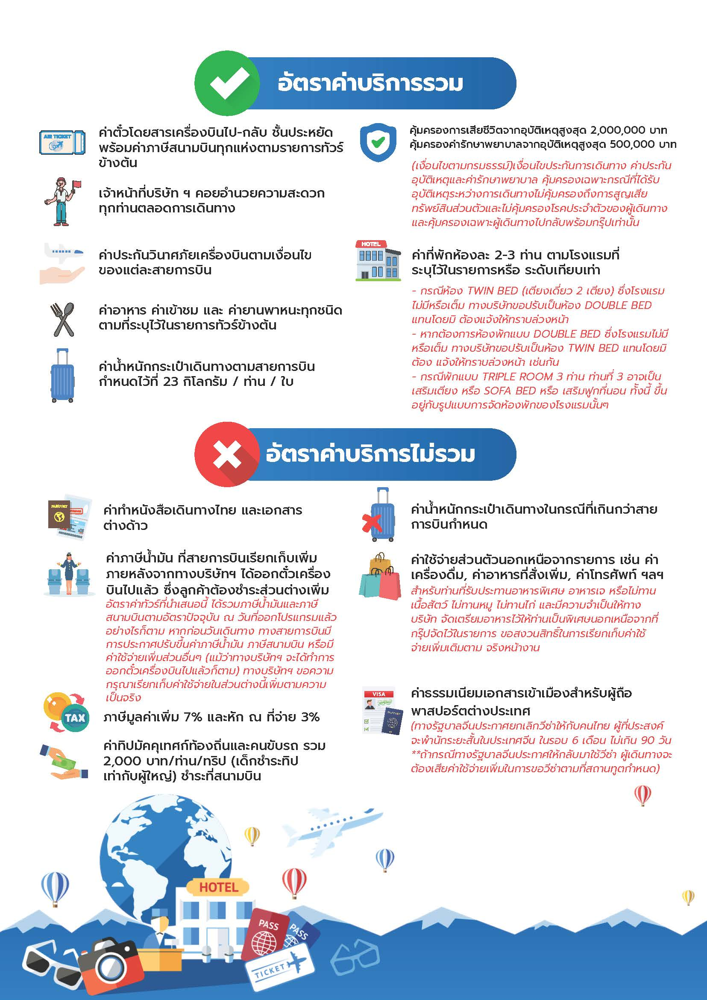 อัตราค่าบริการรวม
AIR TICKET
ค่าตั๋วโดยสารเครื่องบินไป-กลับ ชั้นประหยัด
พร้อมค่าภาษีสนามบินทุกแห่งตามรายการทัวร์
ข้างต้น
เจ้าหน้าที่บริษัท ฯ คอยอำนวยความสะดวก
ทุกท่านตลอดการเดินทาง
ค่าประกันวินาศภัยเครื่องบินตามเงื่อนไข
ของแต่ละสายการบิน
ค่าอาหาร ค่าเข้าชม และ ค่ายานพาหนะทุกชนิด
ตามที่ระบุไว้ในรายการทัวร์ข้างต้น
ค่าน้ำหนักกระเป๋าเดินทางตามสายการบิน
กำหนดไว้ที่ 23 กิโลกรัม / ท่าน / ใบ
คุ้มครองการเสียชีวิตจากอุบัติเหตุสูงสุด 2,000,000 บาท
คุ้มครองค่ารักษาพยาบาลจากอุบัติเหตุสูงสุด 500,000 บาท
(เงื่อนไขตามกรมธรรม์)เงื่อนไขประกันการเดินทาง ค่าประกัน
อุบัติเหตุและค่ารักษาพยาบาล คุ้มครองเฉพาะกรณีที่ได้รับ
อุบัติเหตุระหว่างการเดินทางไม่คุ้มครองถึงการสูญเสีย
ทรัพย์สินส่วนตัวและไม่คุ้มครองโรคประจำตัวของผู้เดินทาง
และคุ้มครองเฉพาะผู้เดินทางไปกลับพร้อมกรุ๊ปเท่านั้น
HOTEL
ค่าที่พักห้องละ 2-3 ท่าน ตามโรงแรมที่
ระบุไว้ในรายการหรือ ระดับเทียบเท่า
- กรณีห้อง TWIN BED (เตียงเดี่ยว 2 เตียง) ซึ่งโรงแรม
ไม่มีหรือเต็ม ทางบริษัทขอปรับเป็นห้อง DOUBLE BED
แทนโดยมิ ต้องแจ้งให้ทราบล่วงหน้า
- หากต้องการห้องพักแบบ DOUBLE BED ซึ่งโรงแรมไม่มี
หรือเต็ม ทางบริษัทขอปรับเป็นห้อง TWIN BED แทนโดยมิ
ต้อง แจ้งให้ทราบล่วงหน้า เช่นกัน
- กรณีพักแบบ TRIPLE ROOM 3 ท่าน ท่านที่ 3 อาจเป็น
เสริมเตียง หรือ SOFA BED หรือ เสริมฟูกที่นอน ทั้งนี้ ขึ้น
อยู่กับรูปแบบการจัดห้องพักของโรงแรมนั้นๆ
อัตราค่าบริการไม่รวม
PASSPORT
ค่าทำหนังสือเดินทางไทย และเอกสาร
ต่างด้าว
ค่าภาษีน้ำมัน ที่สายการบินเรียกเก็บเพิ่ม
ภายหลังจากทางบริษัทฯ ได้ออกตั๋วเครื่อง
บินไปแล้ว ซึ่งลูกค้าต้องชำระส่วนต่างเพิ่ม
อัตราค่าทัวร์ที่นำเสนอนี้ ได้รวมภาษีน้ำมันและภาษี
สนามบินตามอัตราปัจจุบัน ณ วันที่ออกโปรแกรมแล้ว
อย่างไรก็ตาม หากก่อนวันเดินทาง ทางสายการบินมี
การประกาศปรับขึ้นค่าภาษีน้ำมัน ภาษีสนามบิน หรือมี
ค่าใช้จ่ายเพิ่มส่วนอื่นๆ (แม้ว่าทางบริษัทฯ จะได้ทำการ
ออกตั๋วเครื่องบินไปแล้วก็ตาม) ทางบริษัทฯ ขอความ
กรุณาเรียกเก็บค่าใช้จ่ายในส่วนต่างนี้เพิ่มตามความ
เป็นจริง
TAX
ภาษีมูลค่าเพิ่ม 7% และหัก ณ ที่จ่าย 3%
ค่าทิปมัคคุเทศก์ท้องถิ่นและคนขับรถ รวม
2,000 บาท/ท่าน/ทริป (เด็กชำระทิป
เท่ากับผู้ใหญ่) ชำระที่สนามบิน
ค่าน้ำหนักกระเป๋าเดินทางในกรณีที่เกินกว่าสาย
การบินกำหนด
ค่าใช้จ่ายส่วนตัวนอกเหนือจากรายการ เช่น ค่า
เครื่องดื่ม, ค่าอาหารที่สั่งเพิ่ม, ค่าโทรศัพท์ ฯลฯ
สำหรับท่านที่รับประทานอาหารพิเศษ อาหารเจ หรือไม่ทาน
เนื้อสัตว์ ไม่ทานหมู ไม่ทานไก่ และมีความจำเป็นให้ทาง
บริษัท จัดเตรียมอาหารไว้ให้ท่านเป็นพิเศษนอกเหนือจากที่
กรุ๊ปจัดไว้ในรายการ ขอสงวนสิทธิ์ในการเรียกเก็บค่าใช้
จ่ายเพิ่มเติมตาม จริงหน้างาน
VISA
APPROVED
PASSPORT
ค่าธรรมเนียมเอกสารเข้าเมืองสำหรับผู้ถือ
พาสปอร์ตต่างประเทศ
(ทางรัฐบาลจีนประกาศยกเลิกวีซ่าให้กับคนไทย ผู้ที่ประสงค์
จะพำนักระยะสั้นในประเทศจีน ในรอบ 6 เดือน ไม่เกิน 90 วัน
**ถ้ากรณีทางรัฐบาลจีนประกาศให้กลับมาใช้วีซ่า ผู้เดินทางจะ
ต้องเสียค่าใช้จ่ายเพิ่มในการขอวีซ่าตามที่สถานทูตกำหนด)
HOTEL
PASS
PASS
TICKET